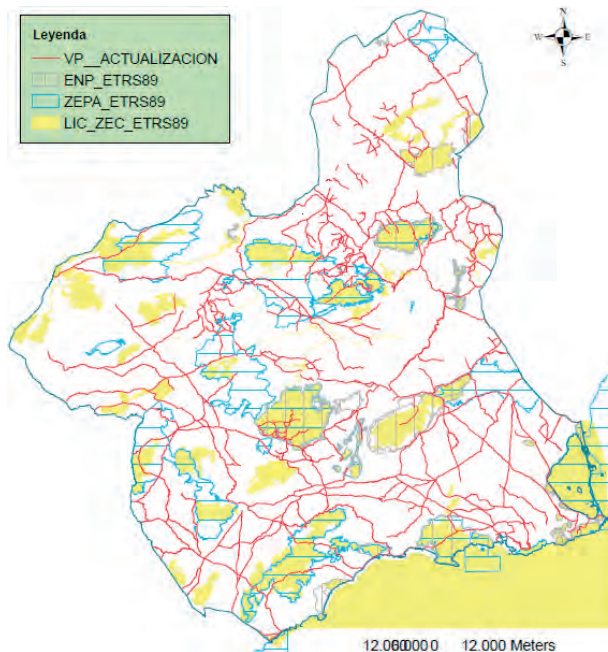 Leyenda
VP__ACTUALIZACION
ENP_ETRS89
ZEPA_ETRS89
LIC_ZEC_ETRS89
N
W E
S
12.000 Meters